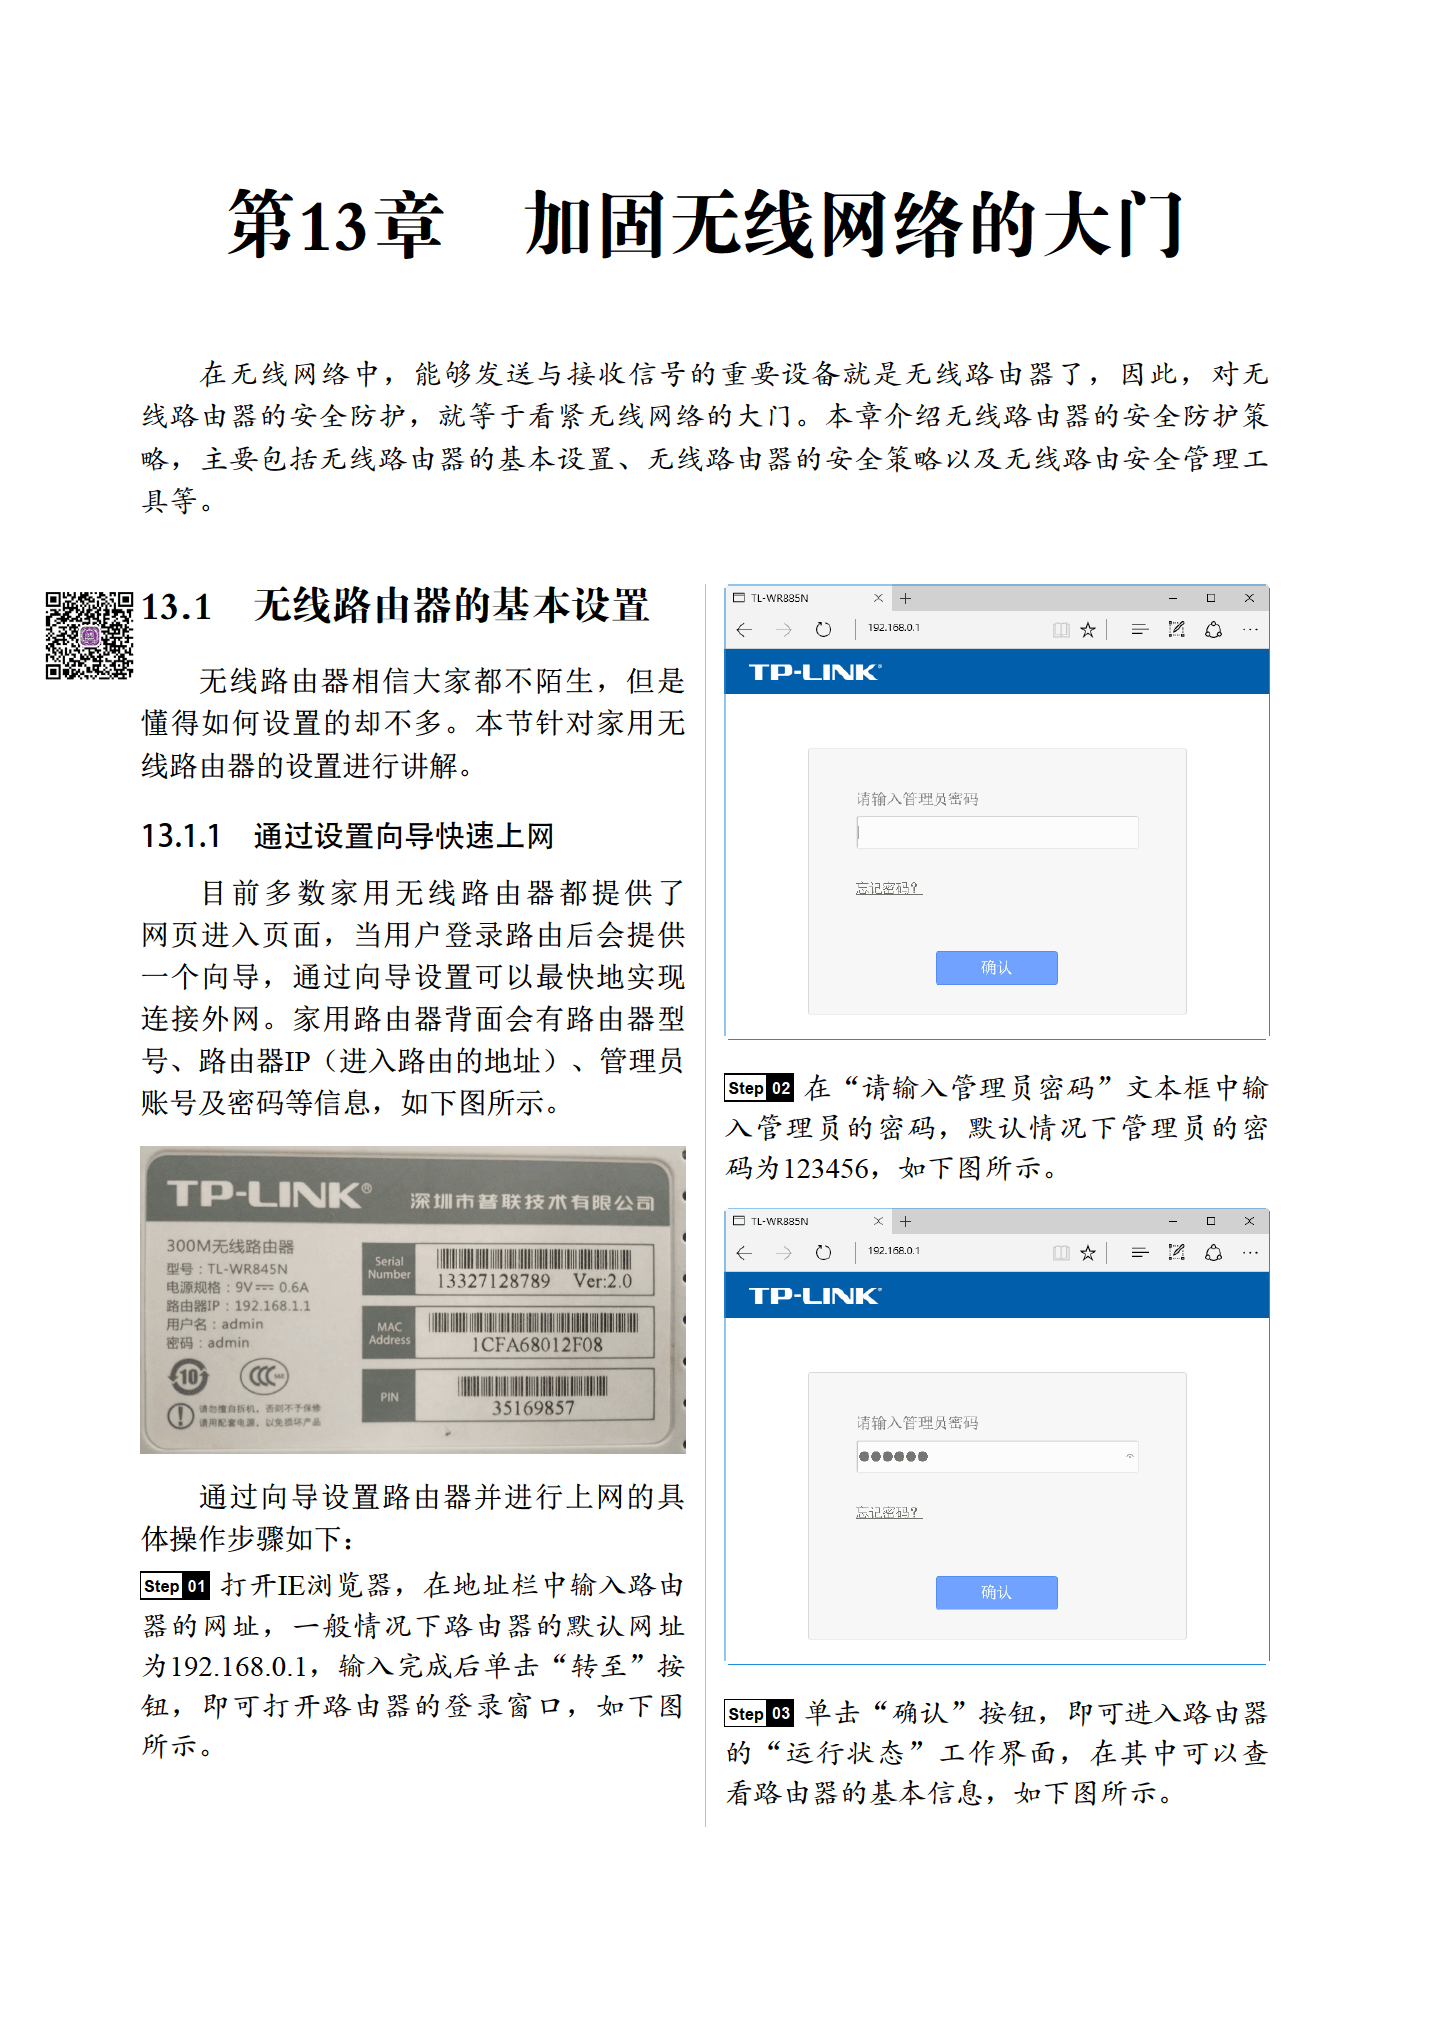 第13章 加固无线网络的大门
在无线网络中，能够发送与接收信号的重要设备就是无线路由器了，因此，对无
线路由器的安全防护，就等于看紧无线网络的大门。本章介绍无线路由器的安全防护策
略，主要包括无线路由器的基本设置、无线路由器的安全策略以及无线路由安全管理工
具等。
13.1 无线路由器的基本设置
无线路由器相信大家都不陌生，但是
懂得如何设置的却不多。本节针对家用无
线路由器的设置进行讲解。
13.1.1 通过设置向导快速上网
目前多数家用无线路由器都提供了
网页进入页面，当用户登录路由后会提供
一个向导，通过向导设置可以最快地实现
连接外网。家用路由器背面会有路由器型
号、路由器IP（进入路由的地址）、管理员
账号及密码等信息，如下图所示。
TP-LINK® 深圳市普联技术有限公司
300M无线路由器
型号：TL-WR845N
电源规格：9V⎓0.6A
路由器IP：192.168.1.1
用户名：admin
密码：admin
10
CCC
请勿擅自拆机，否则不予保修
请用配套电源，以免损坏产品
Serial
Number
13327128789 Ver:2.0
MAC
Address
1CFA68012F08
PIN
35169857
通过向导设置路由器并进行上网的具
体操作步骤如下：
Step 01 打开IE浏览器，在地址栏中输入路由
器的网址，一般情况下路由器的默认网址
为192.168.0.1，输入完成后单击“转至”按
钮，即可打开路由器的登录窗口，如下图
所示。
TL-WR885N
192.168.0.1
TP-LINK®
请输入管理员密码
忘记密码？
确认
Step 02 在“请输入管理员密码”文本框中输
入管理员的密码，默认情况下管理员的密
码为123456，如下图所示。
TL-WR885N
192.168.0.1
TP-LINK®
请输入管理员密码
●●●●●●
忘记密码？
确认
Step 03 单击“确认”按钮，即可进入路由器
的“运行状态”工作界面，在其中可以查
看路由器的基本信息，如下图所示。